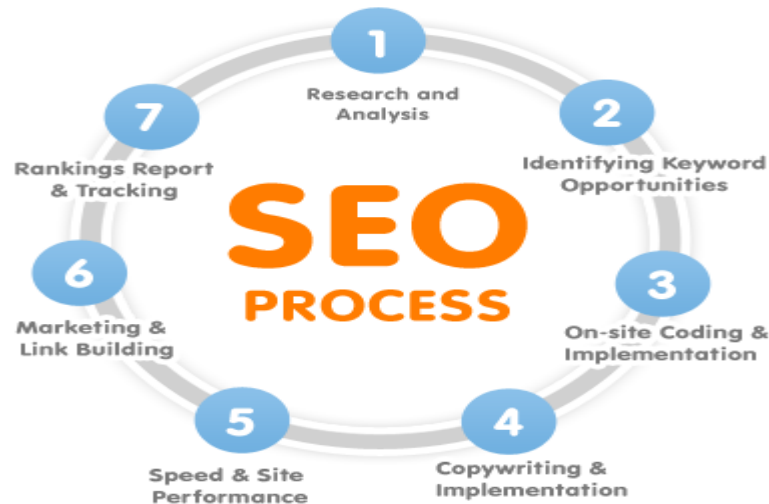 1
Research and
Analysis
2
Identifying Keyword
Opportunities
3
On-site Coding &
Implementation
4
Copywriting &
Implementation
5
Speed & Site
Performance
6
Marketing &
Link Building
7
Rankings Report
& Tracking
SEO
PROCESS